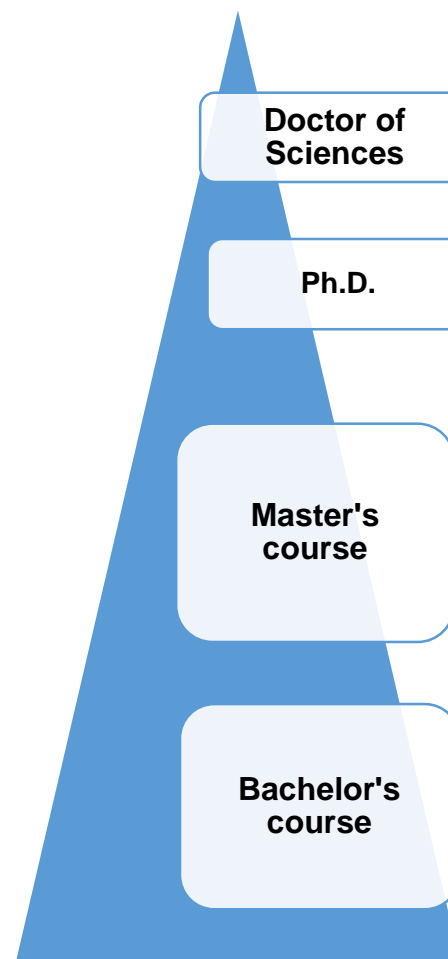 Doctor of
Sciences
Ph.D.
Master's
course
Bachelor's
course